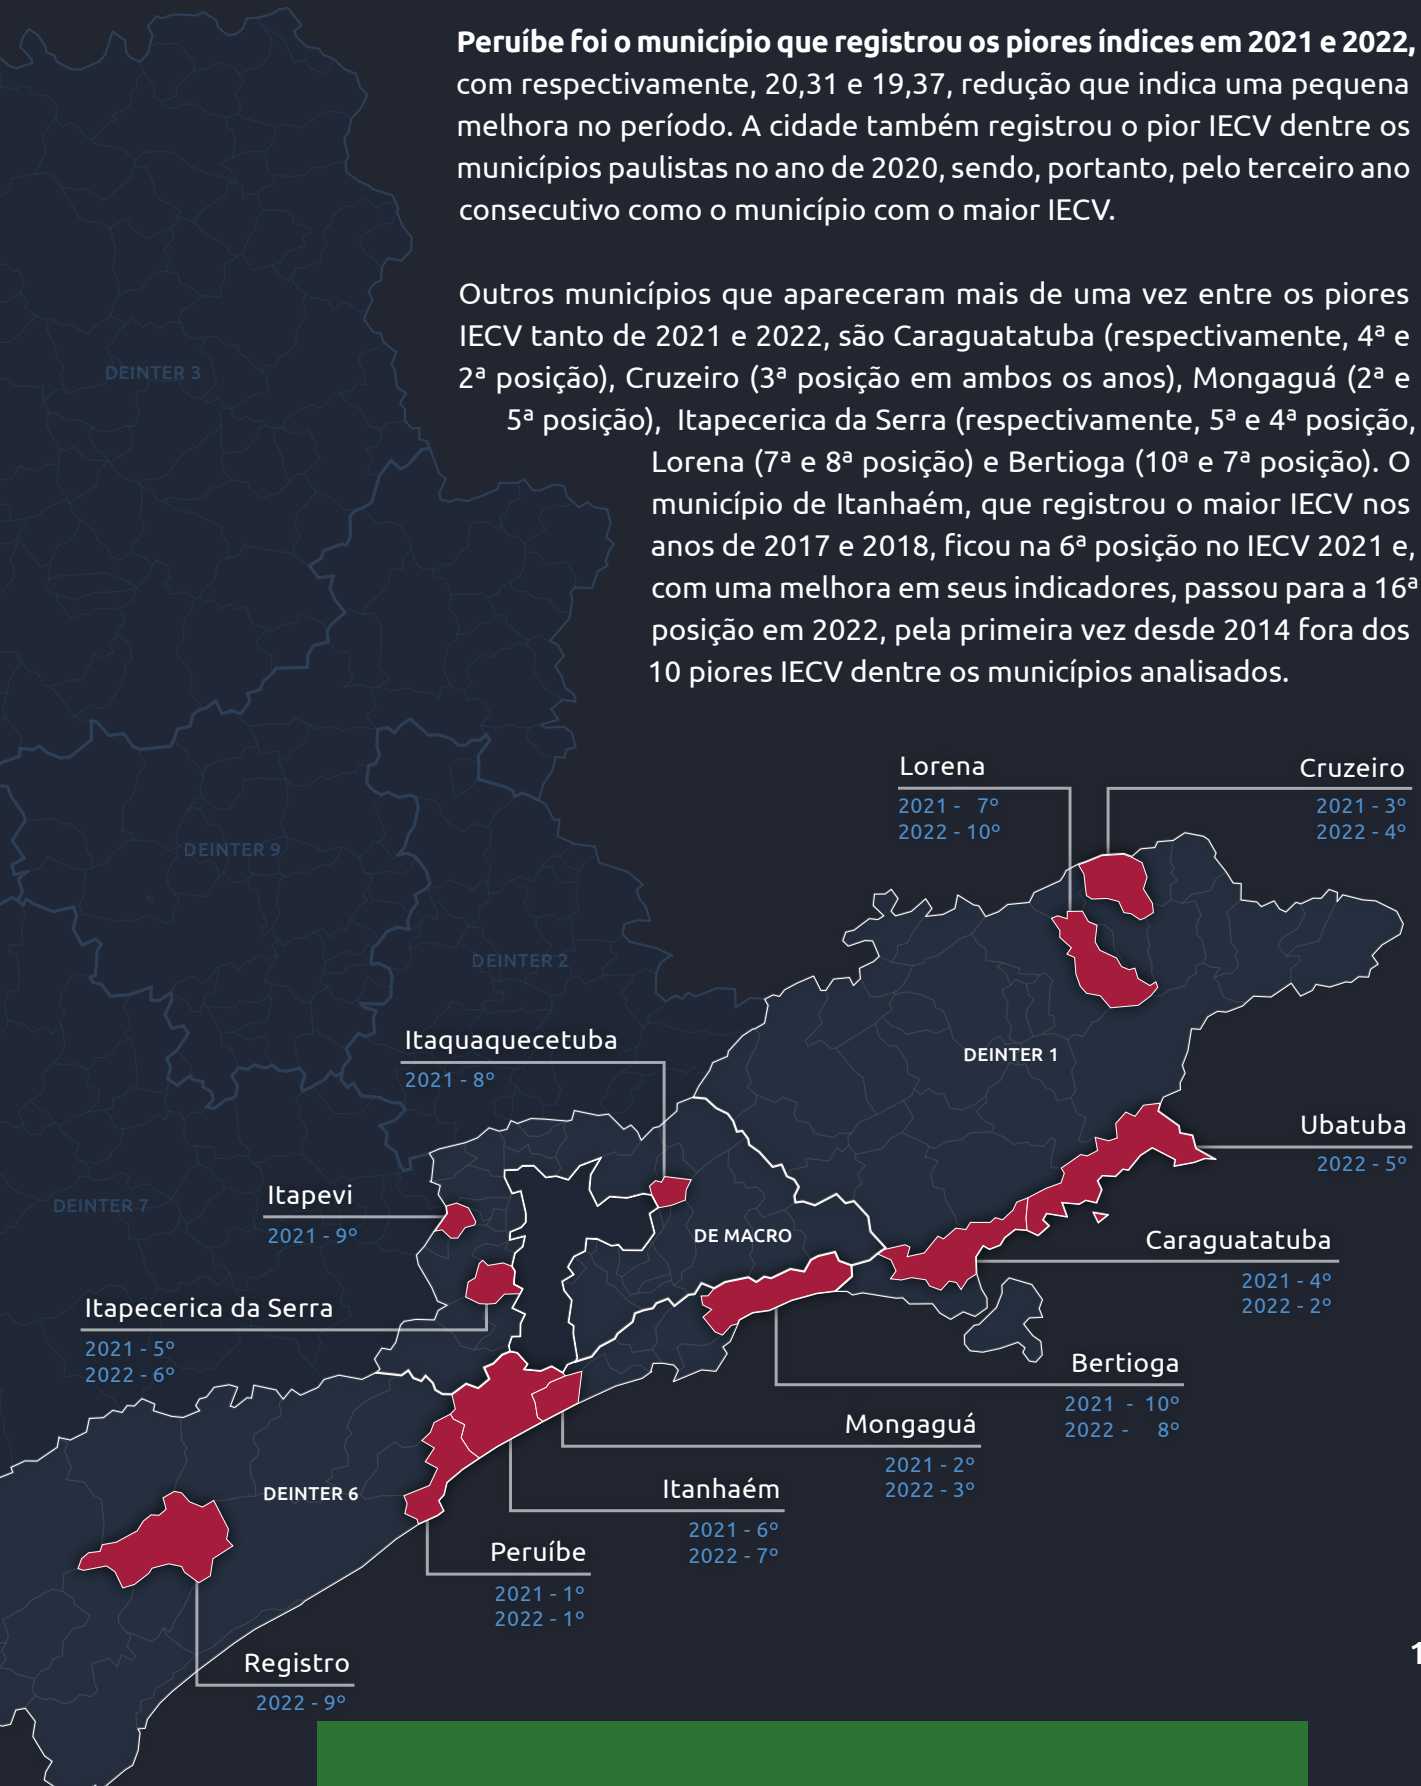 Peruíbe foi o município que registrou os piores índices em 2021 e 2022,
com respectivamente, 20,31 e 19,37, redução que indica uma pequena
melhora no período. A cidade também registrou o pior IECV dentre os
municípios paulistas no ano de 2020, sendo, portanto, pelo terceiro ano
consecutivo como o município com o maior IECV.
Outros municípios que apareceram mais de uma vez entre os piores
IECV tanto de 2021 e 2022, são Caraguatatuba (respectivamente, 4ª e
2ª posição), Cruzeiro (3ª posição em ambos os anos), Mongaguá (2ª e
5ª posição), Itapecerica da Serra (respectivamente, 5ª e 4ª posição,
Lorena (7ª e 8ª posição) e Bertioga (10ª e 7ª posição). O
município de Itanhaém, que registrou o maior IECV nos
anos de 2017 e 2018, ficou na 6ª posição no IECV 2021 e,
com uma melhora em seus indicadores, passou para a 16ª
posição em 2022, pela primeira vez desde 2014 fora dos
10 piores IECV dentre os municípios analisados.
DEINTER 3
Lorena
2021 - 7º
2022 - 10º
Cruzeiro
2021 - 3º
2022 - 4º
DEINTER 9
DEINTER 2
Itaquaquecetuba
2021 - 8º
DEINTER 1
Ubatuba
2022 - 5º
DEINTER 7
Itapevi
2021 - 9º
DE MACRO
Caraguatatuba
2021 - 4º
2022 - 2º
Itapecerica da Serra
2021 - 5º
2022 - 6º
Bertioga
2021 - 10º
2022 - 8º
Mongaguá
2021 - 2º
2022 - 3º
DEINTER 6
Itanhaém
2021 - 6º
2022 - 7º
Peruíbe
2021 - 1º
2022 - 1º
Registro
2022 - 9º
1